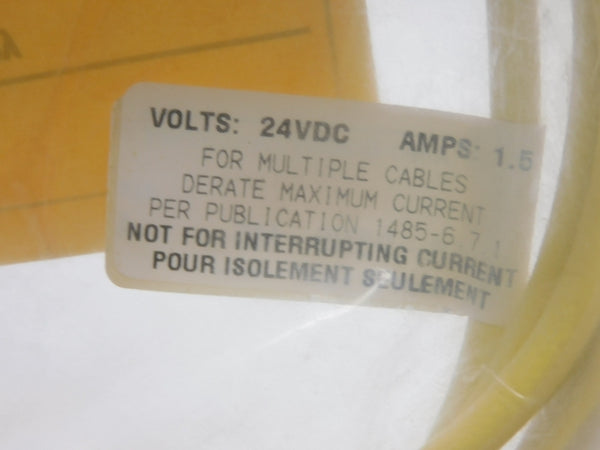 VOLTS: 24VDC AMPS: 1.5
FOR MULTIPLE CABLES
DERATE MAXIMUM CURRENT
PER PUBLICATION 1485-6.7.1
NOT FOR INTERRUPTING CURRENT
POUR ISOLEMENT SEULEMENT